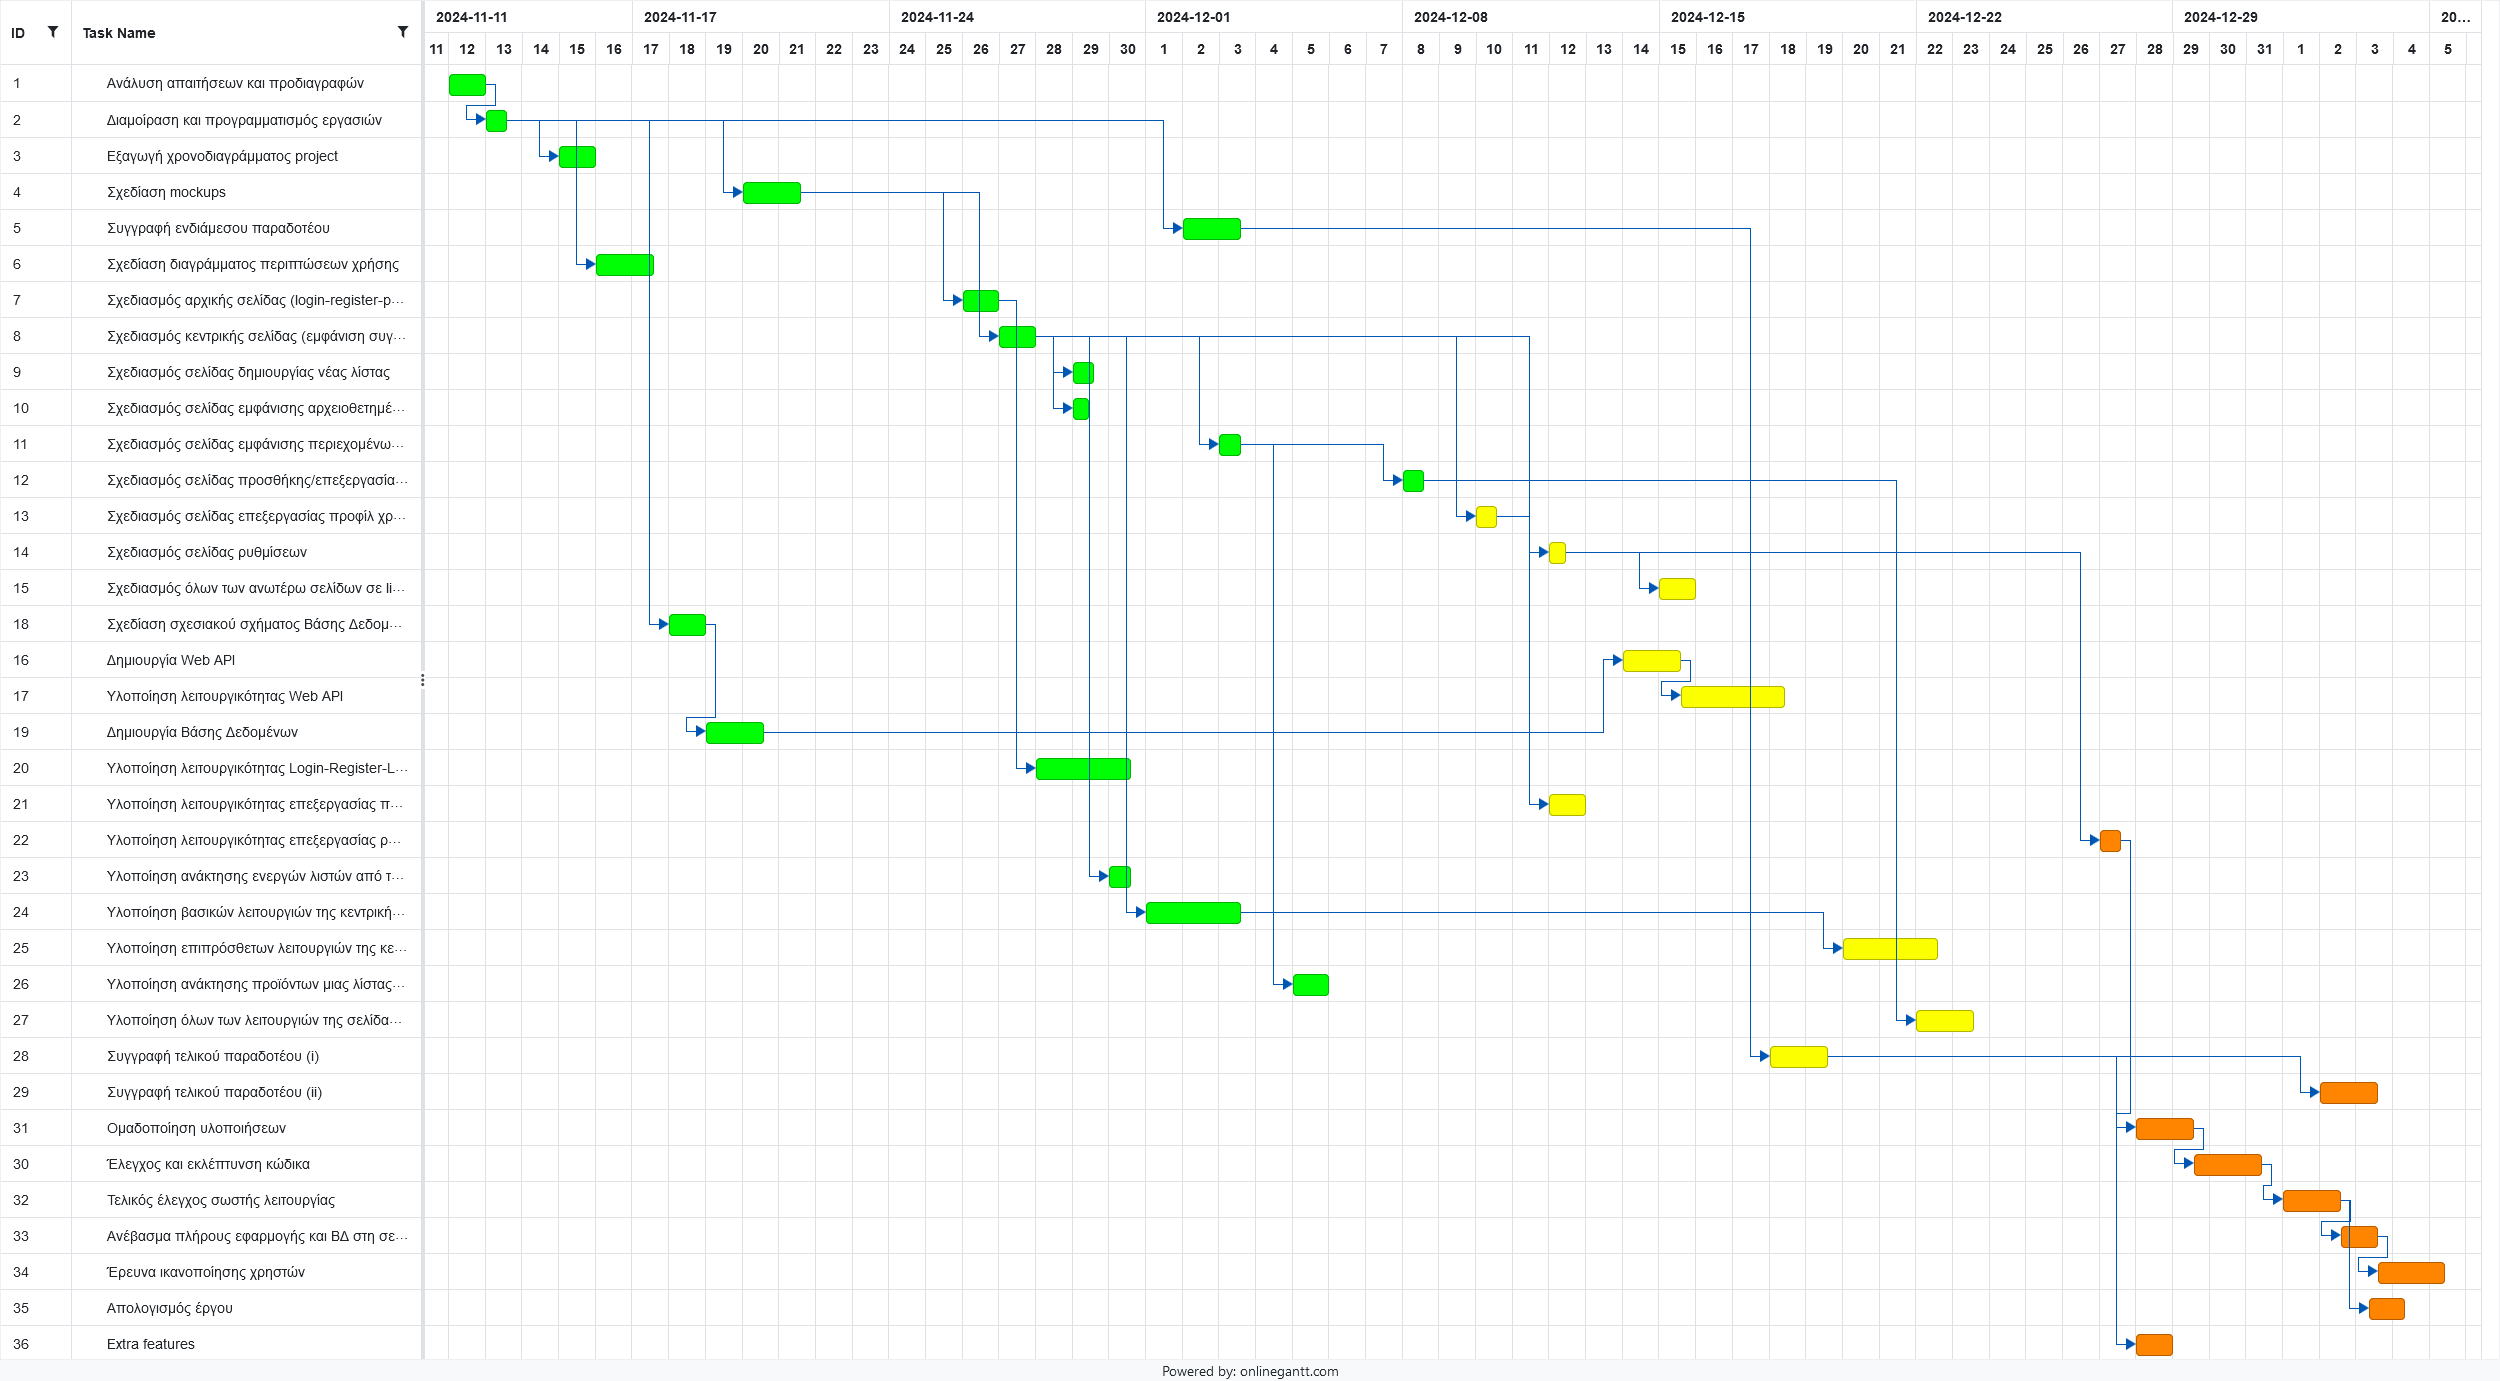 ID Task Name 2024-11-11 2024-11-17 2024-11-24 2024-12-01 2024-12-08 2024-12-15 2024-12-22 2024-12-29 20...
11 12 13 14 15 16 17 18 19 20 21 22 23 24 25 26 27 28 29 30 1 2 3 4 5 6 7 8 9 10 11 12 13 14 15 16 17 18 19 20 21 22 23 24 25 26 27 28 29 30 31 1 2 3 4 5
1 Ανάλυση απαιτήσεων και προδιαγραφών
2 Διαμοίραση και προγραμματισμός εργασιών
3 Εξαγωγή χρονοδιαγράμματος project
4 Σχεδίαση mockups
5 Συγγραφή ενδιάμεσου παραδοτέου
6 Σχεδίαση διαγράμματος περιπτώσεων χρήσης
7 Σχεδιασμός αρχικής σελίδας (login-register-p...
8 Σχεδιασμός κεντρικής σελίδας (εμφάνιση συγ...
9 Σχεδιασμός σελίδας δημιουργίας νέας λίστας
10 Σχεδιασμός σελίδας εμφάνισης αρχειοθετημέ...
11 Σχεδιασμός σελίδας εμφάνισης περιεχομένω...
12 Σχεδιασμός σελίδας προσθήκης/επεξεργασία...
13 Σχεδιασμός σελίδας επεξεργασίας προφίλ χρ...
14 Σχεδιασμός σελίδας ρυθμίσεων
15 Σχεδιασμός όλων των ανωτέρω σελίδων σε li...
18 Σχεδίαση σχεσιακού σχήματος Βάσης Δεδομ...
16 Δημιουργία Web API
17 Υλοποίηση λειτουργικότητας Web API
19 Δημιουργία Βάσης Δεδομένων
20 Υλοποίηση λειτουργικότητας Login-Register-L...
21 Υλοποίηση λειτουργικότητας επεξεργασίας π...
22 Υλοποίηση λειτουργικότητας επεξεργασίας ρ...
23 Υλοποίηση ανάκτησης ενεργών λιστών από τ...
24 Υλοποίηση βασικών λειτουργιών της κεντρική...
25 Υλοποίηση επιπρόσθετων λειτουργιών της κε...
26 Υλοποίηση ανάκτησης προϊόντων μιας λίστας...
27 Υλοποίηση όλων των λειτουργιών της σελίδα...
28 Συγγραφή τελικού παραδοτέου (i)
29 Συγγραφή τελικού παραδοτέου (ii)
31 Ομαδοποίηση υλοποιήσεων
30 Έλεγχος και εκλέπτυνση κώδικα
32 Τελικός έλεγχος σωστής λειτουργίας
33 Ανέβασμα πλήρους εφαρμογής και ΒΔ στη σε...
34 Έρευνα ικανοποίησης χρηστών
35 Απολογισμός έργου
36 Extra features
Powered by: onlinegantt.com